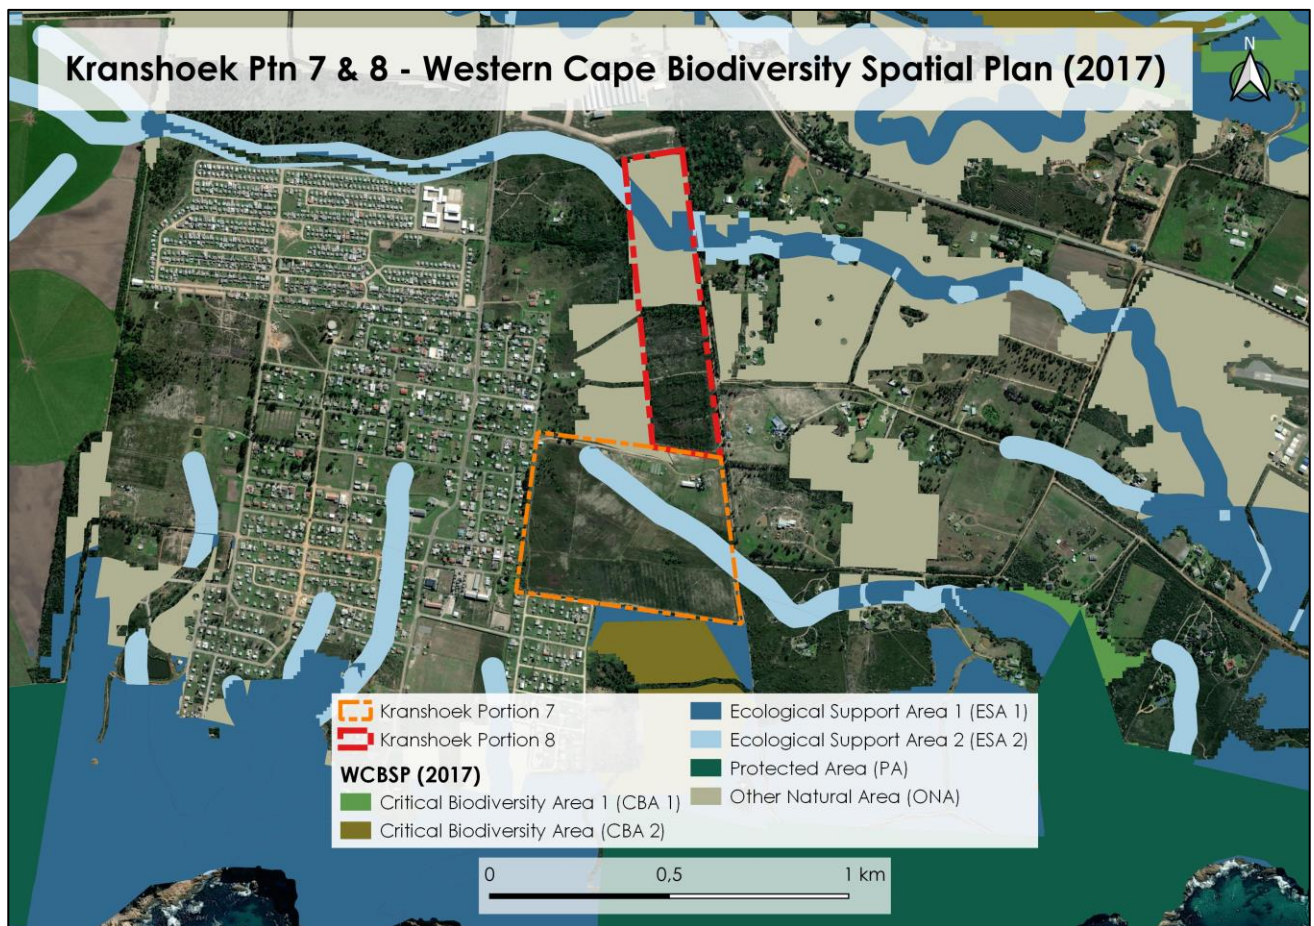 Kranshoek Ptn 7 & 8 - Western Cape Biodiversity Spatial Plan (2017)
N
Kranshoek Portion 7
Kranshoek Portion 8
WCBSP (2017)
Critical Biodiversity Area 1 (CBA 1)
Critical Biodiversity Area (CBA 2)
Ecological Support Area 1 (ESA 1)
Ecological Support Area 2 (ESA 2)
Protected Area (PA)
Other Natural Area (ONA)
0 0,5 1 km